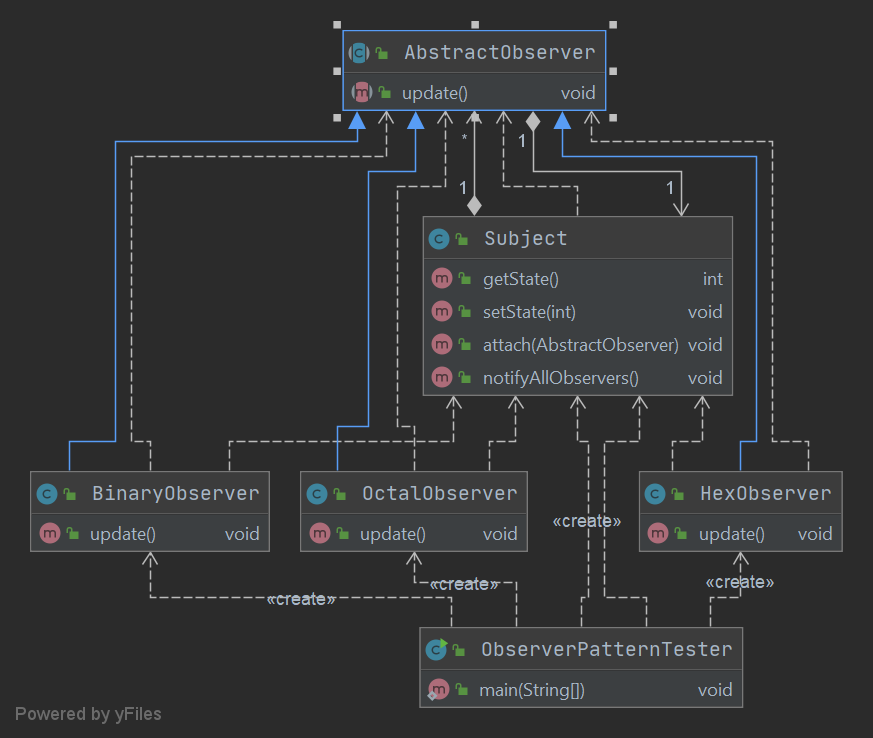 AbstractObserver
update() void
*
1
1
1
Subject
getState() int
setState(int) void
attach(AbstractObserver) void
notifyAllObservers() void
BinaryObserver
update() void
OctalObserver
update() void
HexObserver
update() void
«create»
«create»
«create»
«create»
ObserverPatternTester
main(String[]) void
Powered by yFiles